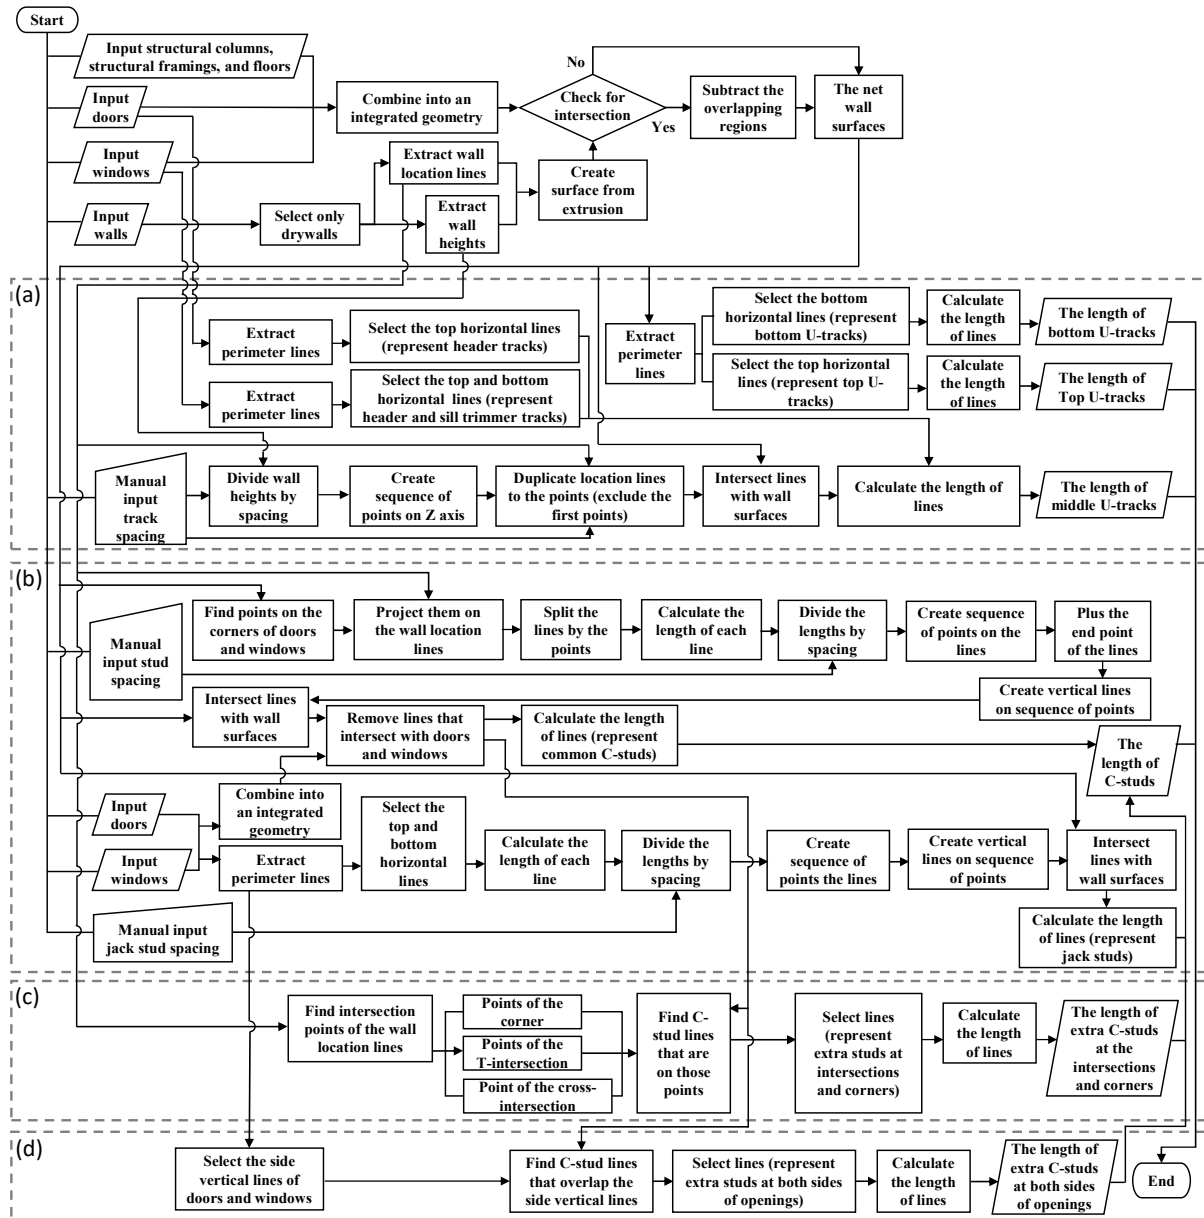 Start
Input structural columns,
structural framings, and floors
Input
doors
Input
windows
Input
walls
Combine into an
integrated geometry
Check for
intersection
No
Yes
Subtract the
overlapping
regions
The net
wall
surfaces
Select only
drywalls
Extract wall
location lines
Extract
wall
heights
Create
surface from
extrusion
(a)
Extract
perimeter lines
Select the top horizontal lines
(represent header tracks)
Extract
perimeter lines
Select the top and bottom
horizontal lines (represent
header and sill trimmer tracks)
Extract
perimeter
lines
Select the bottom
horizontal lines (represent
bottom U-tracks)
Calculate
the length
of lines
The length of
bottom U-tracks
Select the top horizontal
lines (represent top U-
tracks)
Calculate
the length
of lines
The length of
Top U-tracks
Manual
input
track
spacing
Divide wall
heights by
spacing
Create
sequence of
points on Z axis
Duplicate location lines
to the points (exclude the
first points)
Intersect lines
with wall
surfaces
Calculate the length of
lines
The length of
middle U-tracks
(b)
Manual
input stud
spacing
Find points on the
corners of doors
and windows
Project them on
the wall location
lines
Split the
lines by the
points
Calculate the
length of each
line
Divide the
lengths by
spacing
Create sequence
of points on the
lines
Plus the
end point
of the lines
Create vertical lines
on sequence of points
Intersect lines
with wall
surfaces
Remove lines that
intersect with doors
and windows
Calculate the length
of lines (represent
common C-studs)
The
length of
C-studs
Input
doors
Input
windows
Combine into
an integrated
geometry
Extract
perimeter lines
Select the
top and
bottom
horizontal
lines
Calculate the
length of each
line
Divide the
lengths by
spacing
Create
sequence of
points the lines
Create vertical
lines on sequence
of points
Intersect
lines with
wall
surfaces
Manual input
jack stud spacing
Calculate the length
of lines (represent
jack studs)
(c)
Find intersection
points of the wall
location lines
Points of the
corner
Points of the
T-intersection
Point of the cross-
intersection
Find C-
stud lines
that are
on those
points
Select lines
(represent
extra studs at
intersections
and corners)
Calculate
the length
of lines
The length of
extra C-studs
at the
intersections
and corners
(d)
Select the side
vertical lines of
doors and windows
Find C-stud lines
that overlap the
side vertical lines
Select lines (represent
extra studs at both sides
of openings)
Calculate
the length
of lines
The length of
extra C-studs
at both sides
of openings
End